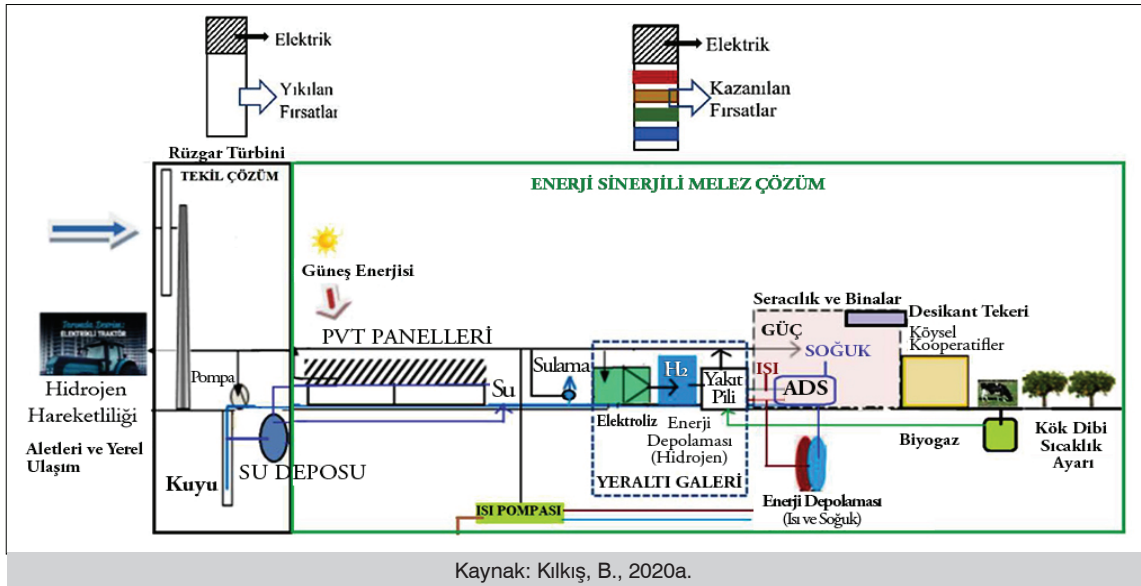 Elektrik
Yıkılan
Fırsatlar
Elektrik
Kazanılan
Fırsatlar
Rüzgar Türbini
TEKİL ÇÖZÜM
ENERJİ SİNERJİLİ MELEZ ÇÖZÜM
Güneş Enerjisi
PVT PANELLERİ
Seracılık ve Binalar
Desikant Tekeri
Köysel
Kooperatifler
GÜÇ
SOĞUK
ISI
ADS
ELEKTRİKLİ TRAKTÖR
Hidrojen
Hareketliliği
Aletleri ve Yerel
Ulaşım
Pompa
Su
Sulama
H2
Yakıt
Pili
Elektroliz
Enerji
Depolaması
(Hidrojen)
YERALTI GALERİ
Biyogaz
Kök Dibi
Sıcaklık
Ayarı
SU DEPOSU
Kuyu
ISI POMPASI
Enerji Depolaması
(Isı ve Soğuk)
Kaynak: Kılkış, B., 2020a.